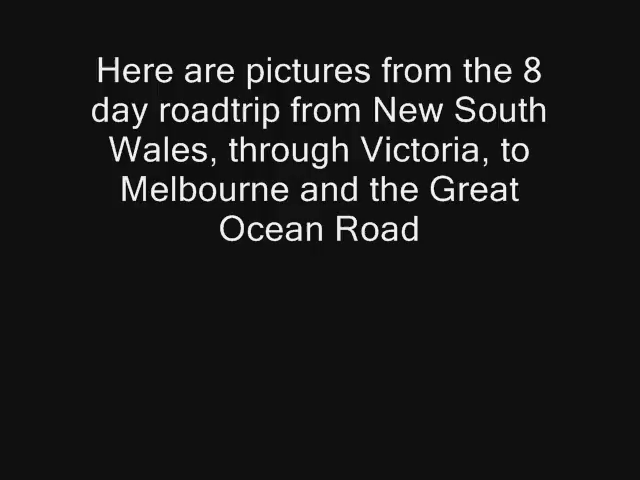 Here are pictures from the 8
day roadtrip from New South
Wales, through Victoria, to
Melbourne and the Great
Ocean Road